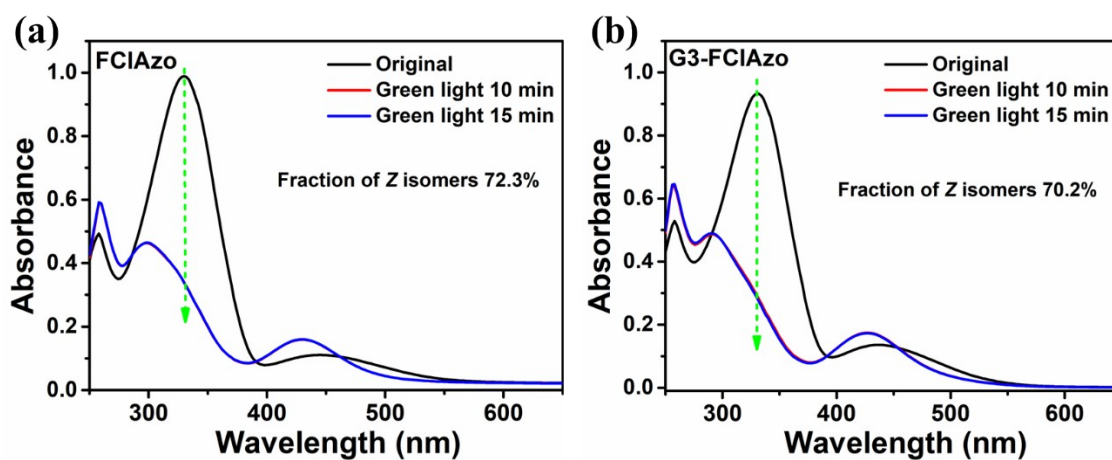 (a)
FClAzo
Original
Green light 10 min
Green light 15 min
Fraction of Z isomers 72.3%
Absorbance
1.0
0.8
0.6
0.4
0.2
0.0
300
400
500
600
Wavelength (nm)
(b)
G3-FClAzo
Original
Green light 10 min
Green light 15 min
Fraction of Z isomers 70.2%
Absorbance
1.0
0.8
0.6
0.4
0.2
0.0
300
400
500
600
Wavelength (nm)